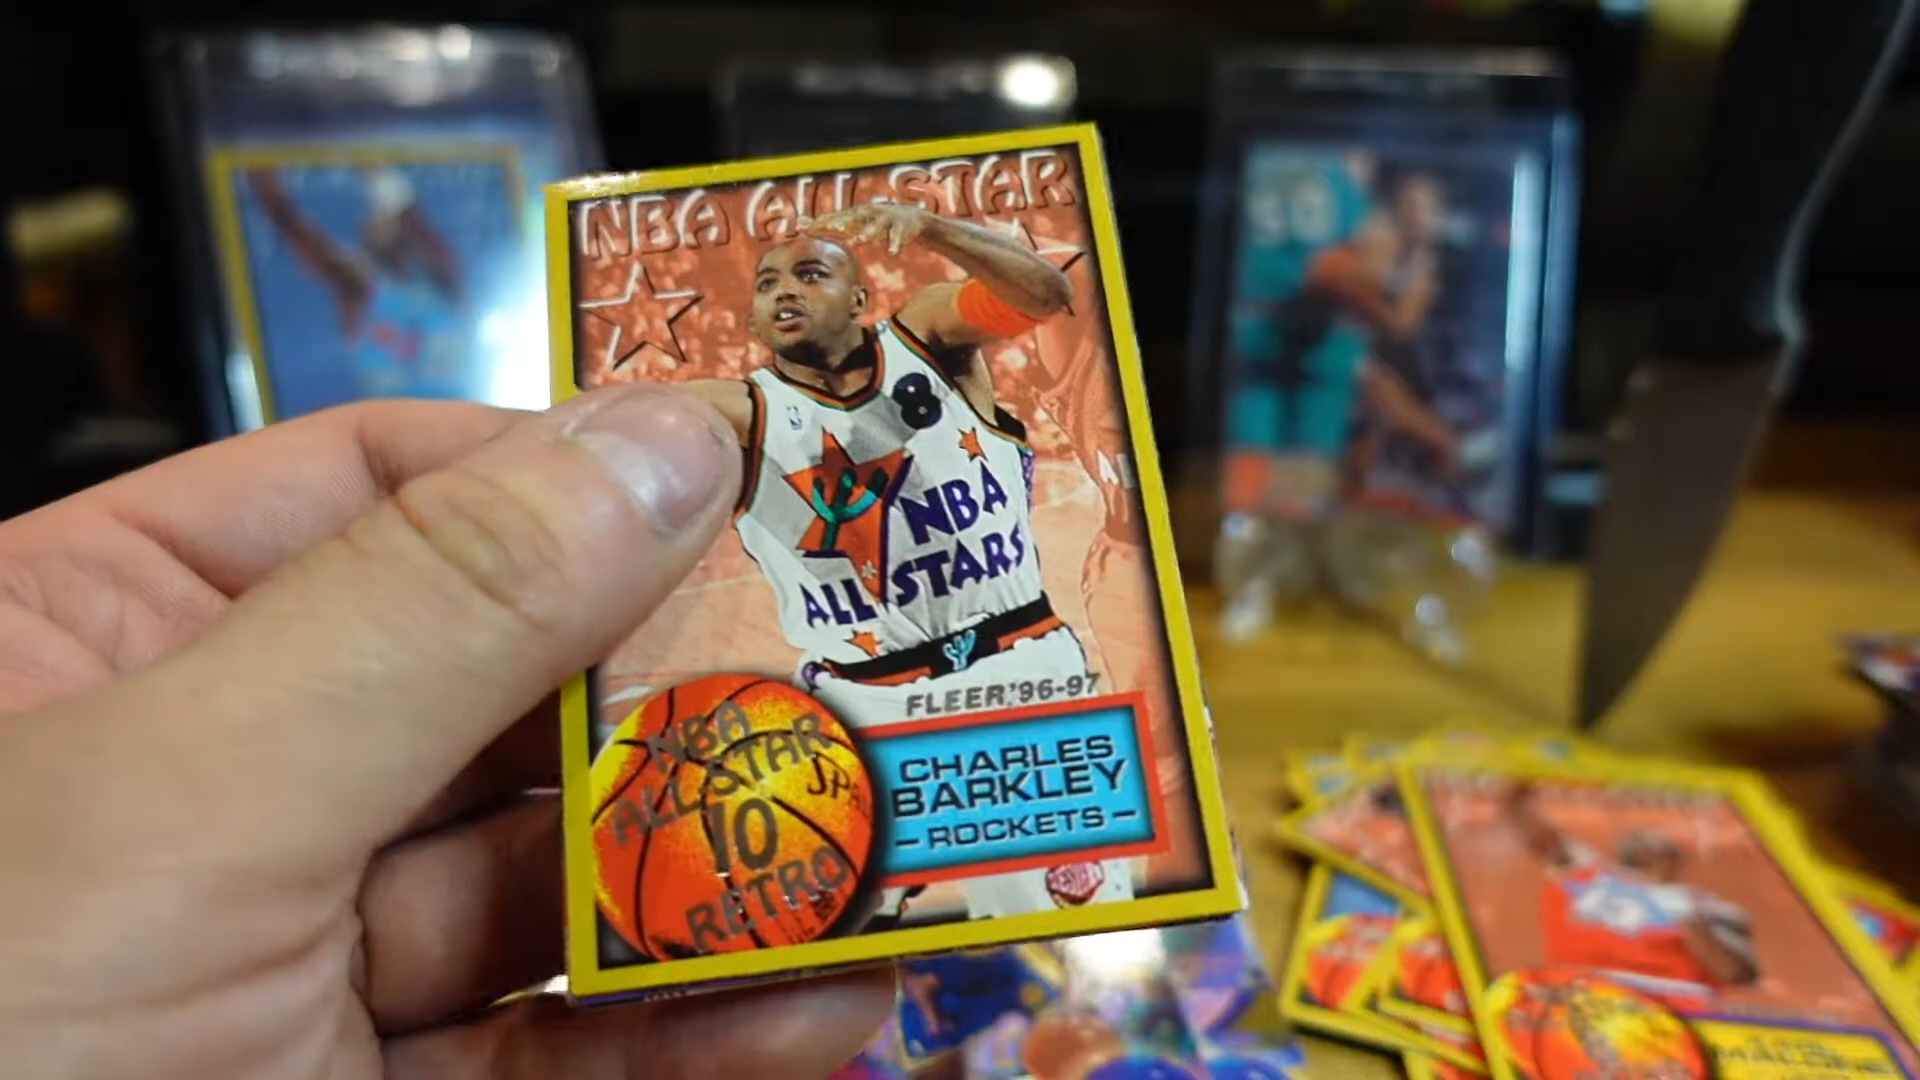 NBA ALL-STAR
8
NBA
ALL STARS
FLEER '96-97
CHARLES
BARKLEY
- ROCKETS -
NBA
ALL STAR
10
RETRO